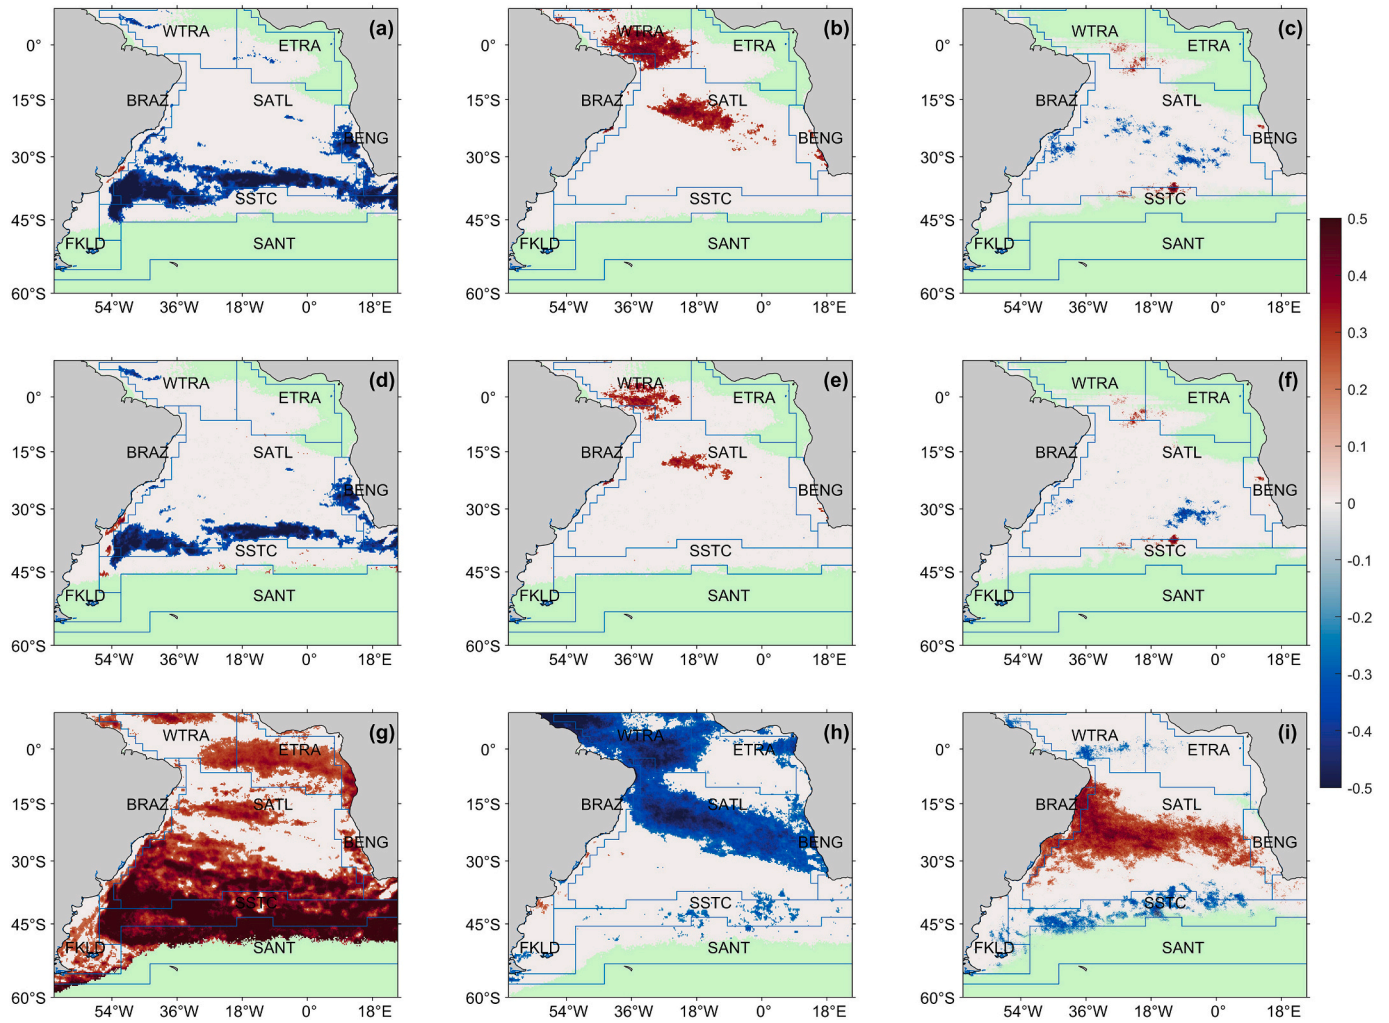 WTRA (a)
0° ETRA
15°S BRAZ SATL
BENG
30°S
SSTC
45°S
FKLD SANT
60°S
54°W 36°W 18°W 0° 18°E
WTRA (b)
0° ETRA
15°S BRAZ SATL
BENG
30°S
SSTC
45°S
FKLD SANT
60°S
54°W 36°W 18°W 0° 18°E
WTRA (c)
0° ETRA
15°S BRAZ SATL
BENG
30°S
SSTC
45°S
FKLD SANT
60°S
54°W 36°W 18°W 0° 18°E
(d)
WTRA
0° ETRA
15°S BRAZ SATL
BENG
30°S
SSTC
45°S
FKLD SANT
60°S
54°W 36°W 18°W 0° 18°E
(e)
WTRA
0° ETRA
15°S BRAZ SATL
BENG
30°S
SSTC
45°S
FKLD SANT
60°S
54°W 36°W 18°W 0° 18°E
(f)
WTRA
0° ETRA
15°S BRAZ SATL
BENG
30°S
SSTC
45°S
FKLD SANT
60°S
54°W 36°W 18°W 0° 18°E
(g)
WTRA
0° ETRA
15°S BRAZ SATL
BENG
30°S
SSTC
45°S
FKLD SANT
60°S
54°W 36°W 18°W 0° 18°E
(h)
WTRA
0° ETRA
15°S BRAZ SATL
BENG
30°S
SSTC
45°S
FKLD SANT
60°S
54°W 36°W 18°W 0° 18°E
(i)
WTRA
0° ETRA
15°S BRAZ SATL
BENG
30°S
SSTC
45°S
FKLD SANT
60°S
54°W 36°W 18°W 0° 18°E
0.5
0.4
0.3
0.2
0.1
0
-0.1
-0.2
-0.3
-0.4
-0.5